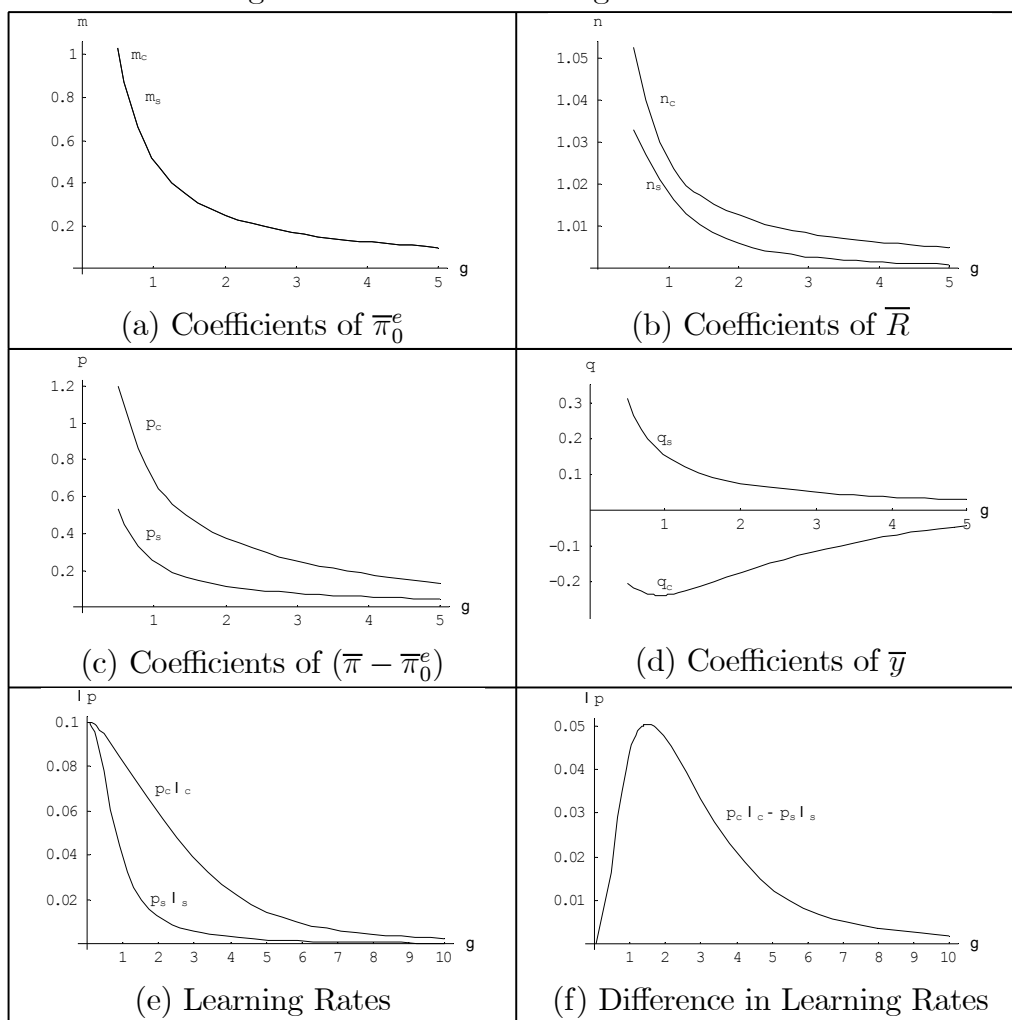 m
1
0.8
0.6
0.4
0.2
m_c
m_s
1 2 3 4 5 g
(a) Coefficients of π̅₀ᵉ
n
1.05
1.04
1.03
1.02
1.01
n_c
n_s
1 2 3 4 5 g
(b) Coefficients of R̅
p
1.2
1
0.8
0.6
0.4
0.2
p_c
p_s
1 2 3 4 5 g
(c) Coefficients of (π̅ − π̅₀ᵉ)
q
0.3
0.2
0.1
-0.1
-0.2
q_s
q_c
1 2 3 4 5 g
(d) Coefficients of y̅
l p
0.1
0.08
0.06
0.04
0.02
p_c l_c
p_s l_s
1 2 3 4 5 6 7 8 9 10 g
(e) Learning Rates
l p
0.05
0.04
0.03
0.02
0.01
p_c l_c - p_s l_s
1 2 3 4 5 6 7 8 9 10 g
(f) Difference in Learning Rates